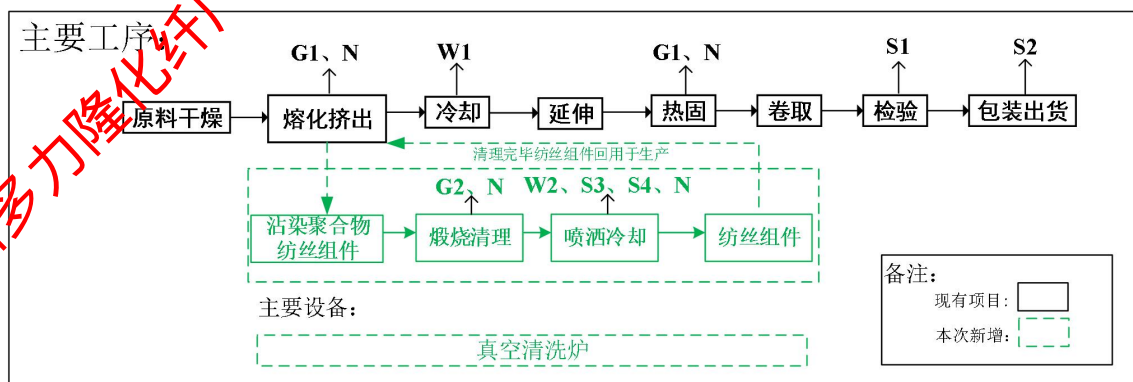 主要工序：
G1、N
W1
G1、N
S1
S2
原料干燥
熔化挤出
冷却
延伸
热固
卷取
检验
包装出货
清理完毕纺丝组件回用于生产
G2、N
W2、S3、S4、N
沾染聚合物
纺丝组件
煅烧清理
喷洒冷却
纺丝组件
主要设备：
真空清洗炉
备注：
现有项目：
本次新增：
多力隆化纤